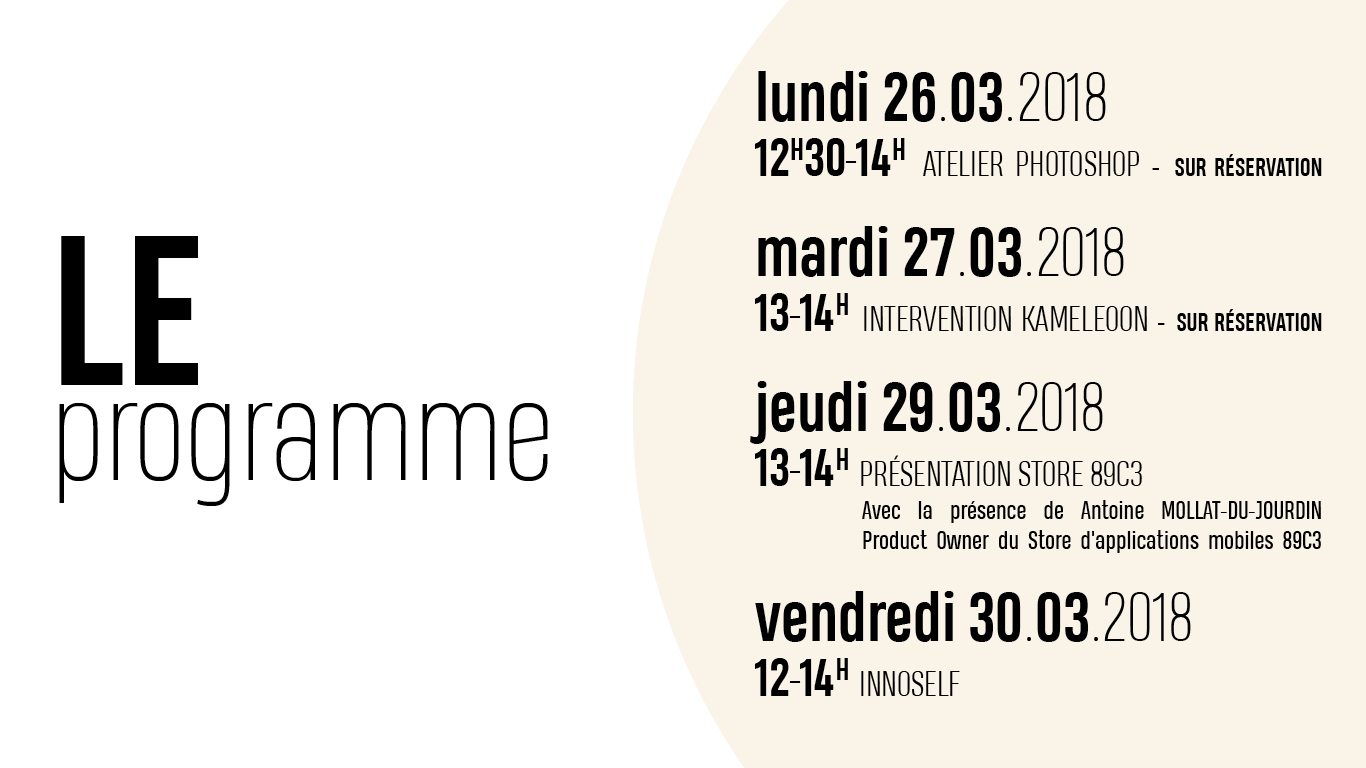 LE
programme
lundi 26.03.2018
12H30-14H ATELIER PHOTOSHOP - SUR RÉSERVATION
mardi 27.03.2018
13-14H INTERVENTION KAMELEOON - SUR RÉSERVATION
jeudi 29.03.2018
13-14H PRÉSENTATION STORE 89C3
Avec la présence de Antoine MOLLAT-DU-JOURDIN
Product Owner du Store d'applications mobiles 89C3
vendredi 30.03.2018
12-14H INNOSELF